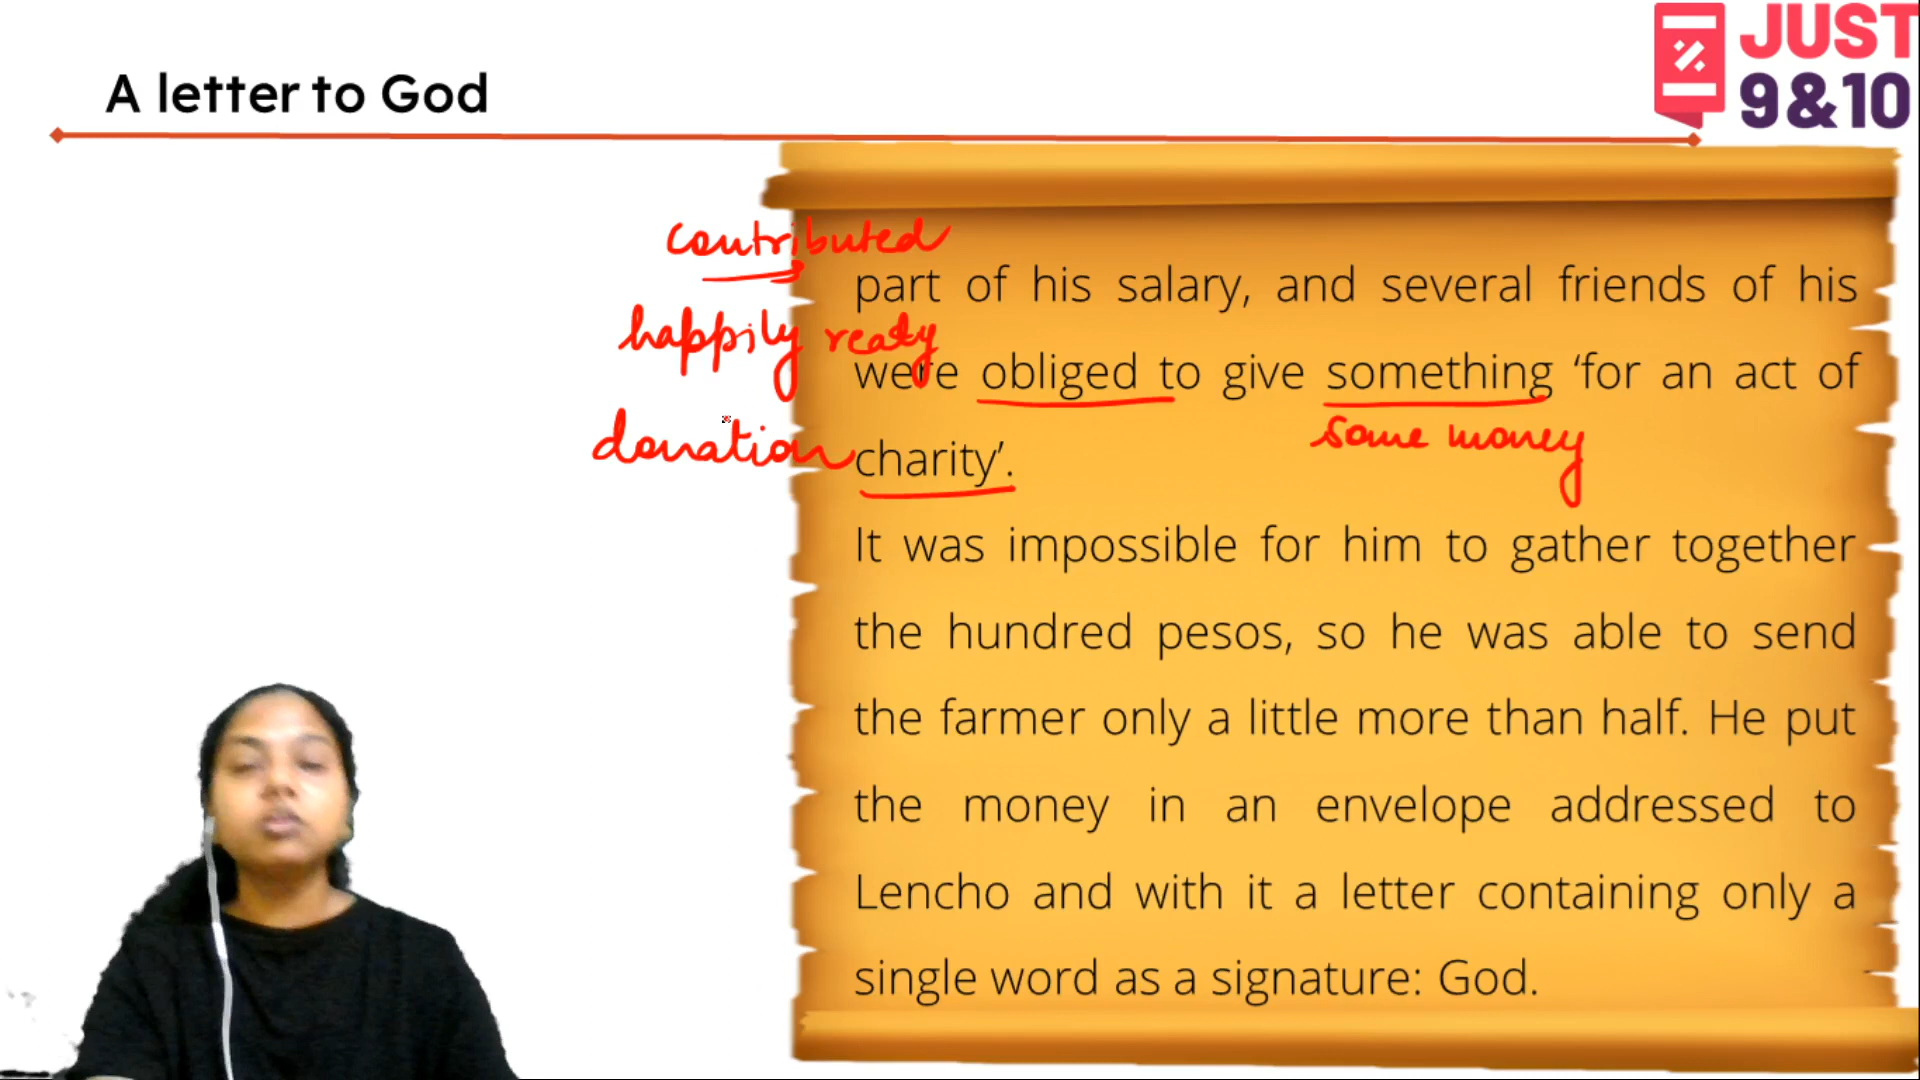 A letter to God
JUST
9&10
contributed
part of his salary, and several friends of his
happily ready
were obliged to give something ‘for an act of
some money
donation
charity’.
It was impossible for him to gather together
the hundred pesos, so he was able to send
the farmer only a little more than half. He put
the money in an envelope addressed to
Lencho and with it a letter containing only a
single word as a signature: God.